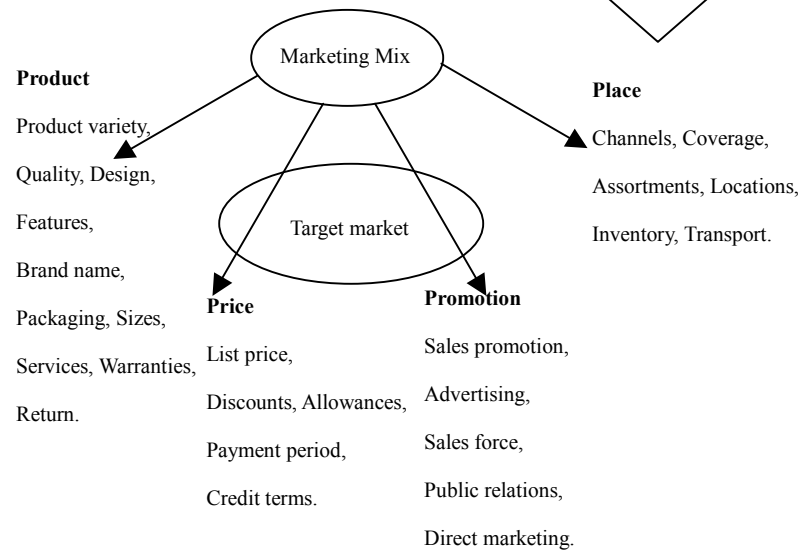 Marketing Mix
Product
Product variety,
Quality, Design,
Features,
Brand name,
Packaging, Sizes,
Services, Warranties,
Return.
Target market
Price
List price,
Discounts, Allowances,
Payment period,
Credit terms.
Promotion
Sales promotion,
Advertising,
Sales force,
Public relations,
Direct marketing.
Place
Channels, Coverage,
Assortments, Locations,
Inventory, Transport.